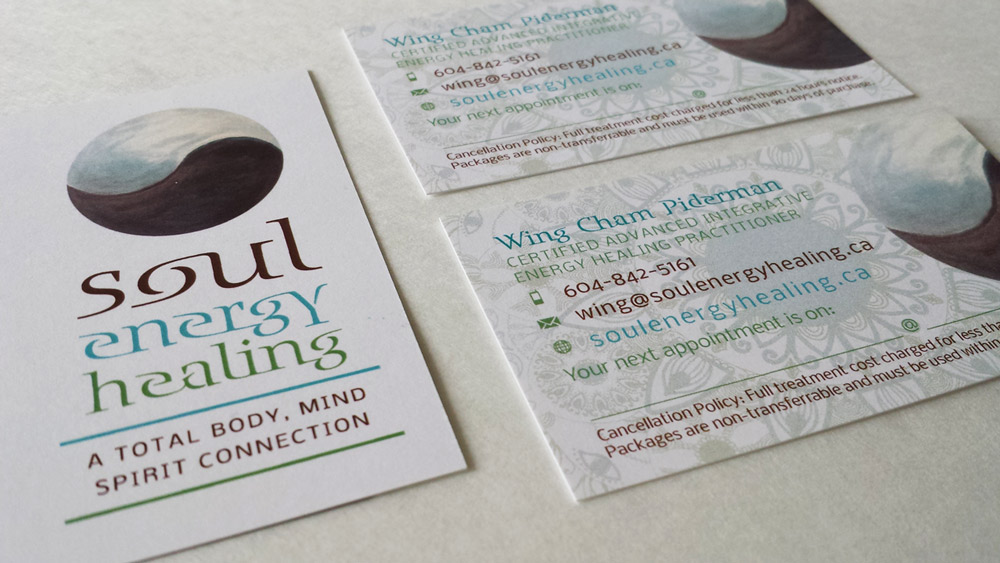 soul
energy
healing
A TOTAL BODY, MIND
SPIRIT CONNECTION
Wing Cham Piderman
CERTIFIED ADVANCED INTEGRATIVE
ENERGY HEALING PRACTITIONER
604-842-5161
wing@soulenergyhealing.ca
soulenergyhealing.ca
Your next appointment is on:
@
Cancellation Policy: Full treatment cost charged for less than 24 hours notice.
Packages are non-transferrable and must be used within 90 days of purchase.
Wing Cham Piderman
CERTIFIED ADVANCED INTEGRATIVE
ENERGY HEALING PRACTITIONER
604-842-5161
wing@soulenergyhealing.ca
soulenergyhealing.ca
Your next appointment is on:
@
Cancellation Policy: Full treatment cost charged for less
Packages are non-transferrable and must be used within